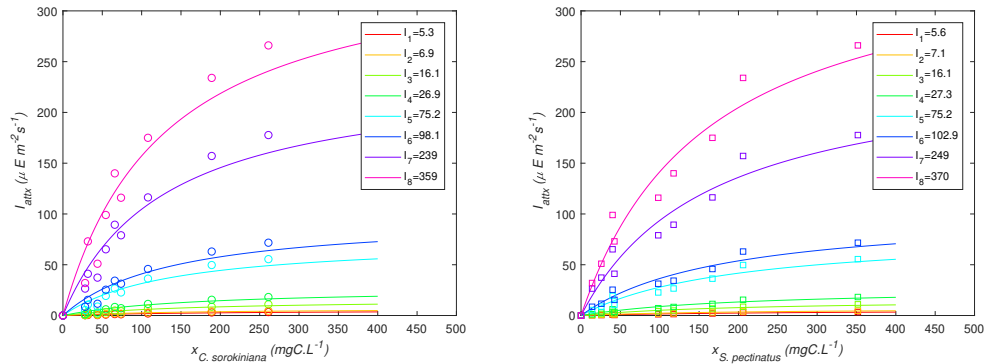 300
250
200
150
100
50
0
I_attx (μ E m⁻²s⁻¹)
0 50 100 150 200 250 300 350 400 450 500
x_C. sorokiniana (mgC.L⁻¹)
I_1=5.3
I_2=6.9
I_3=16.1
I_4=26.9
I_5=75.2
I_6=98.1
I_7=239
I_8=359
300
250
200
150
100
50
0
I_attx (μ E m⁻²s⁻¹)
0 50 100 150 200 250 300 350 400 450 500
x_S. pectinatus (mgC.L⁻¹)
I_1=5.6
I_2=7.1
I_3=16.1
I_4=27.3
I_5=75.2
I_6=102.9
I_7=249
I_8=370